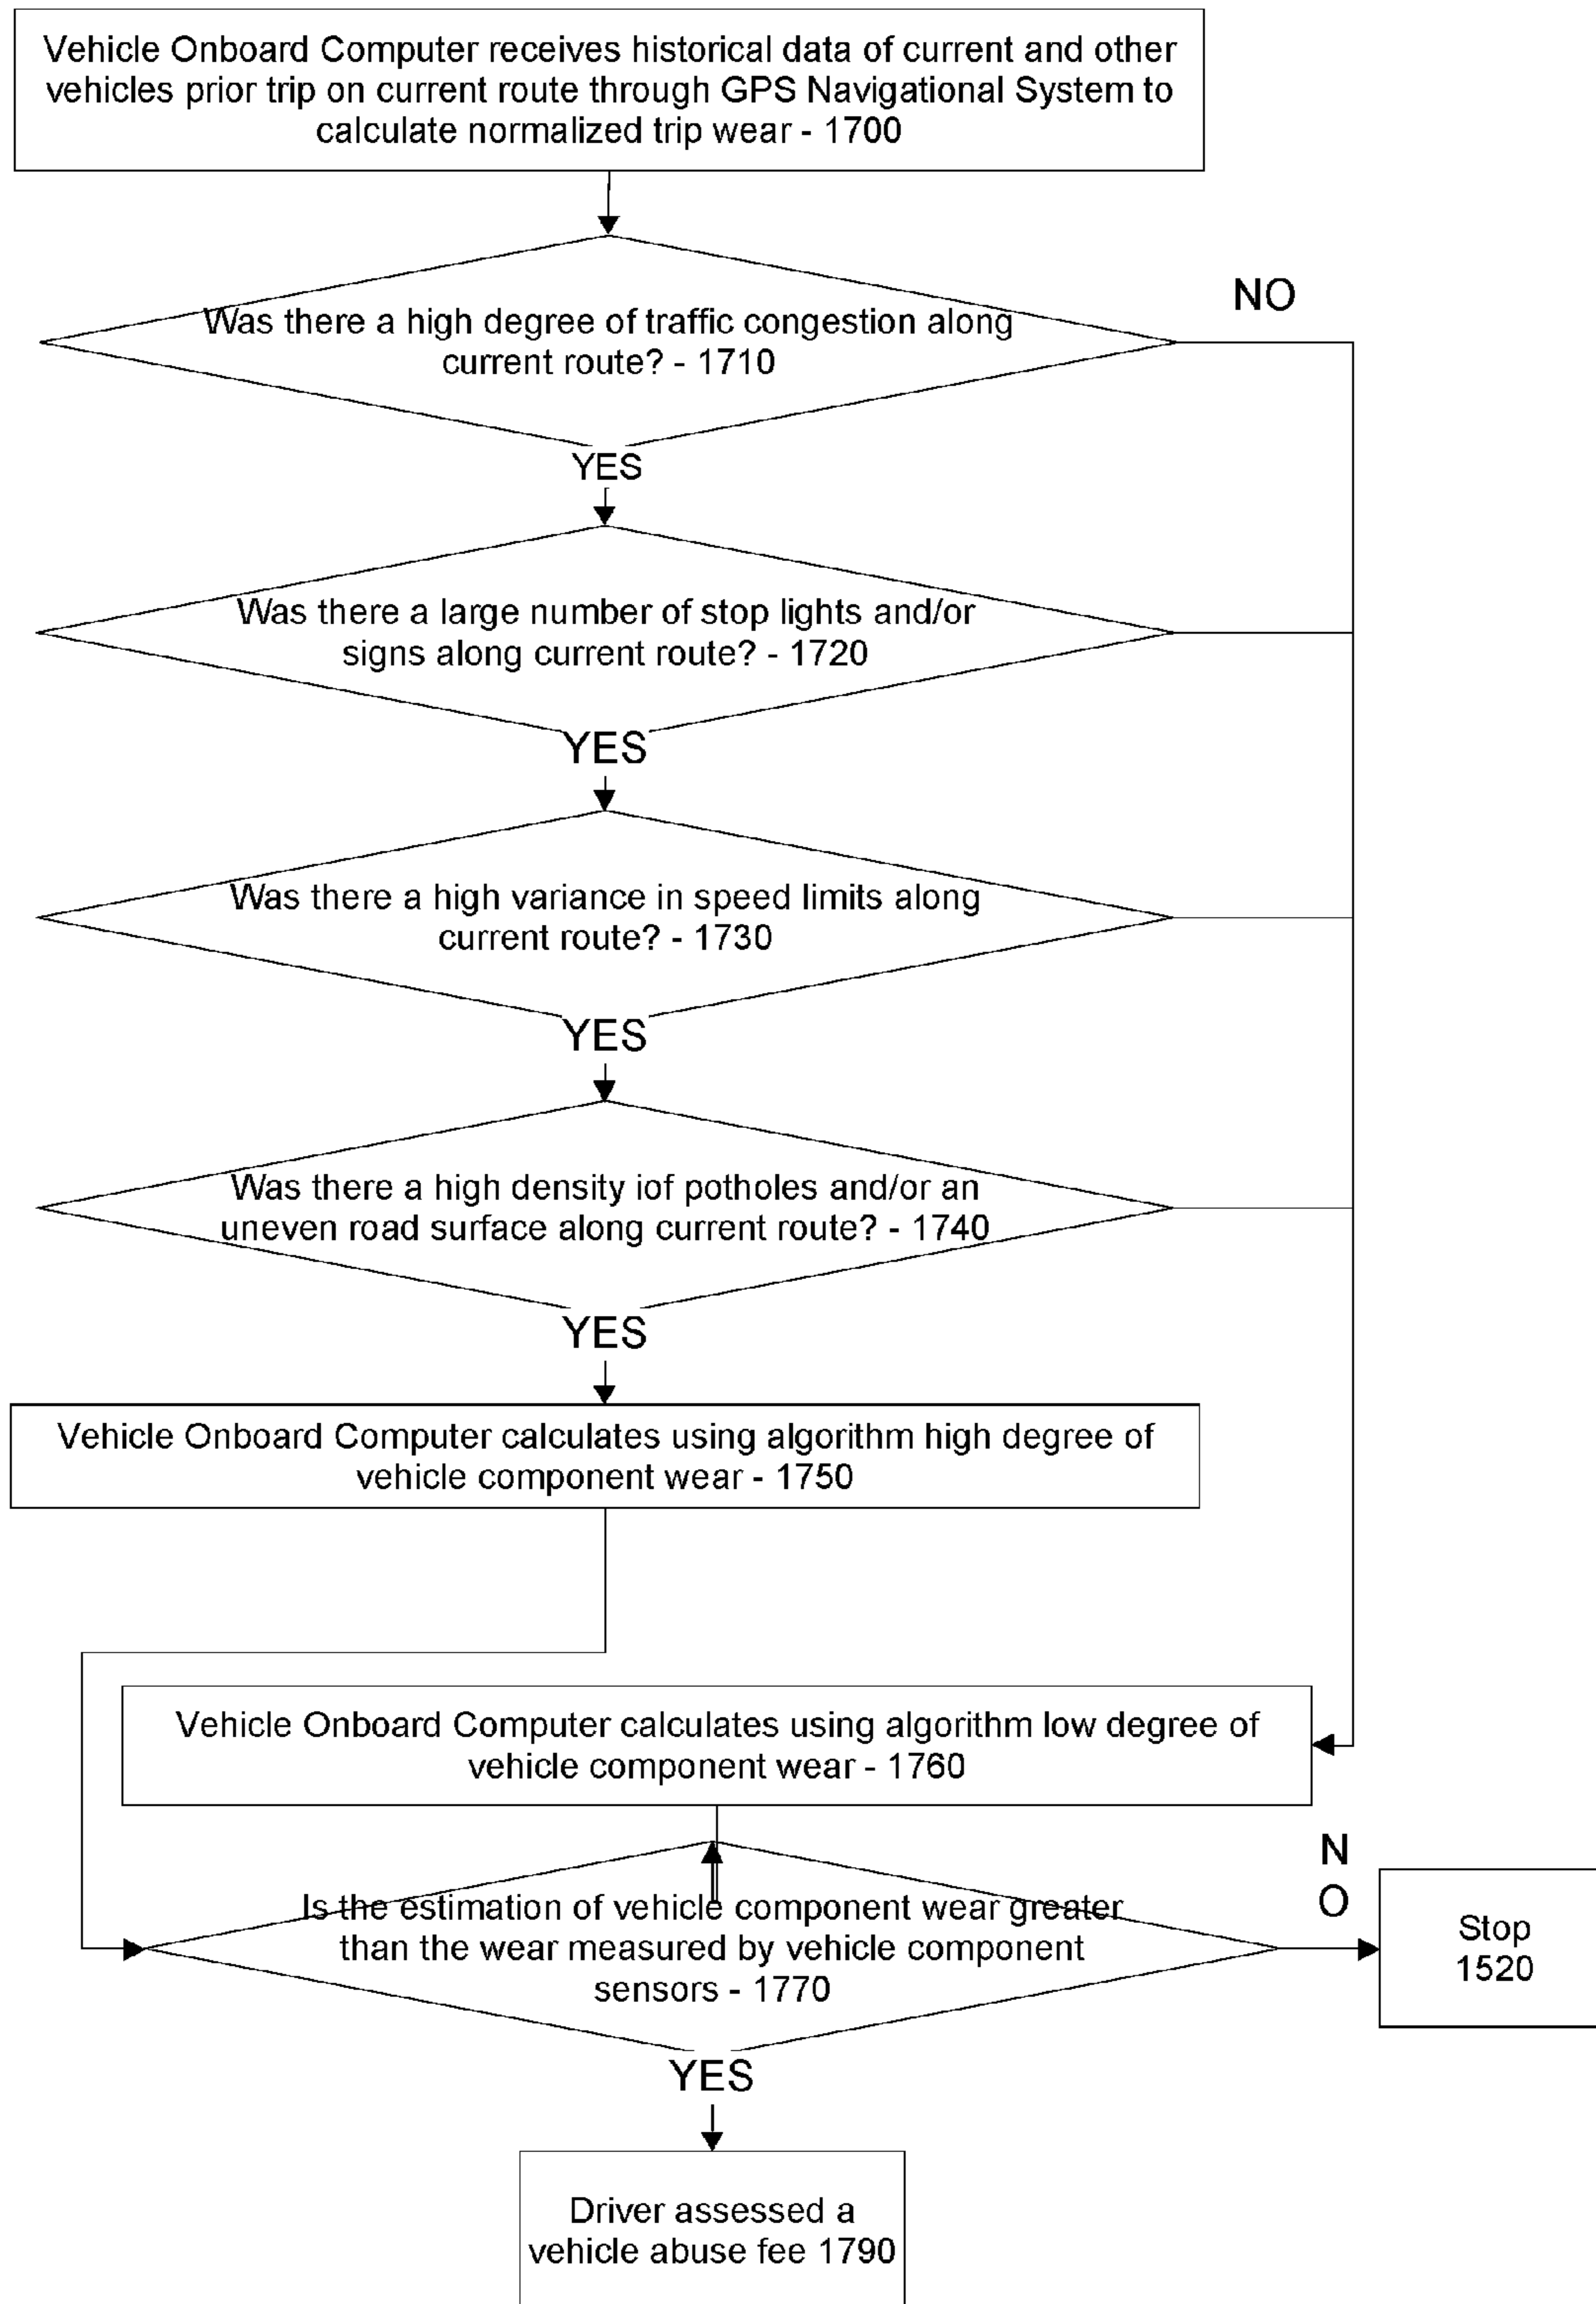 Vehicle Onboard Computer receives historical data of current and other
vehicles prior trip on current route through GPS Navigational System to
calculate normalized trip wear - 1700
NO
Was there a high degree of traffic congestion along
current route? - 1710
YES
Was there a large number of stop lights and/or
signs along current route? - 1720
YES
Was there a high variance in speed limits along
current route? - 1730
YES
Was there a high density iof potholes and/or an
uneven road surface along current route? - 1740
YES
Vehicle Onboard Computer calculates using algorithm high degree of
vehicle component wear - 1750
Vehicle Onboard Computer calculates using algorithm low degree of
vehicle component wear - 1760
N
O
Is the estimation of vehicle component wear greater
than the wear measured by vehicle component
sensors - 1770
Stop
1520
YES
Driver assessed a
vehicle abuse fee 1790